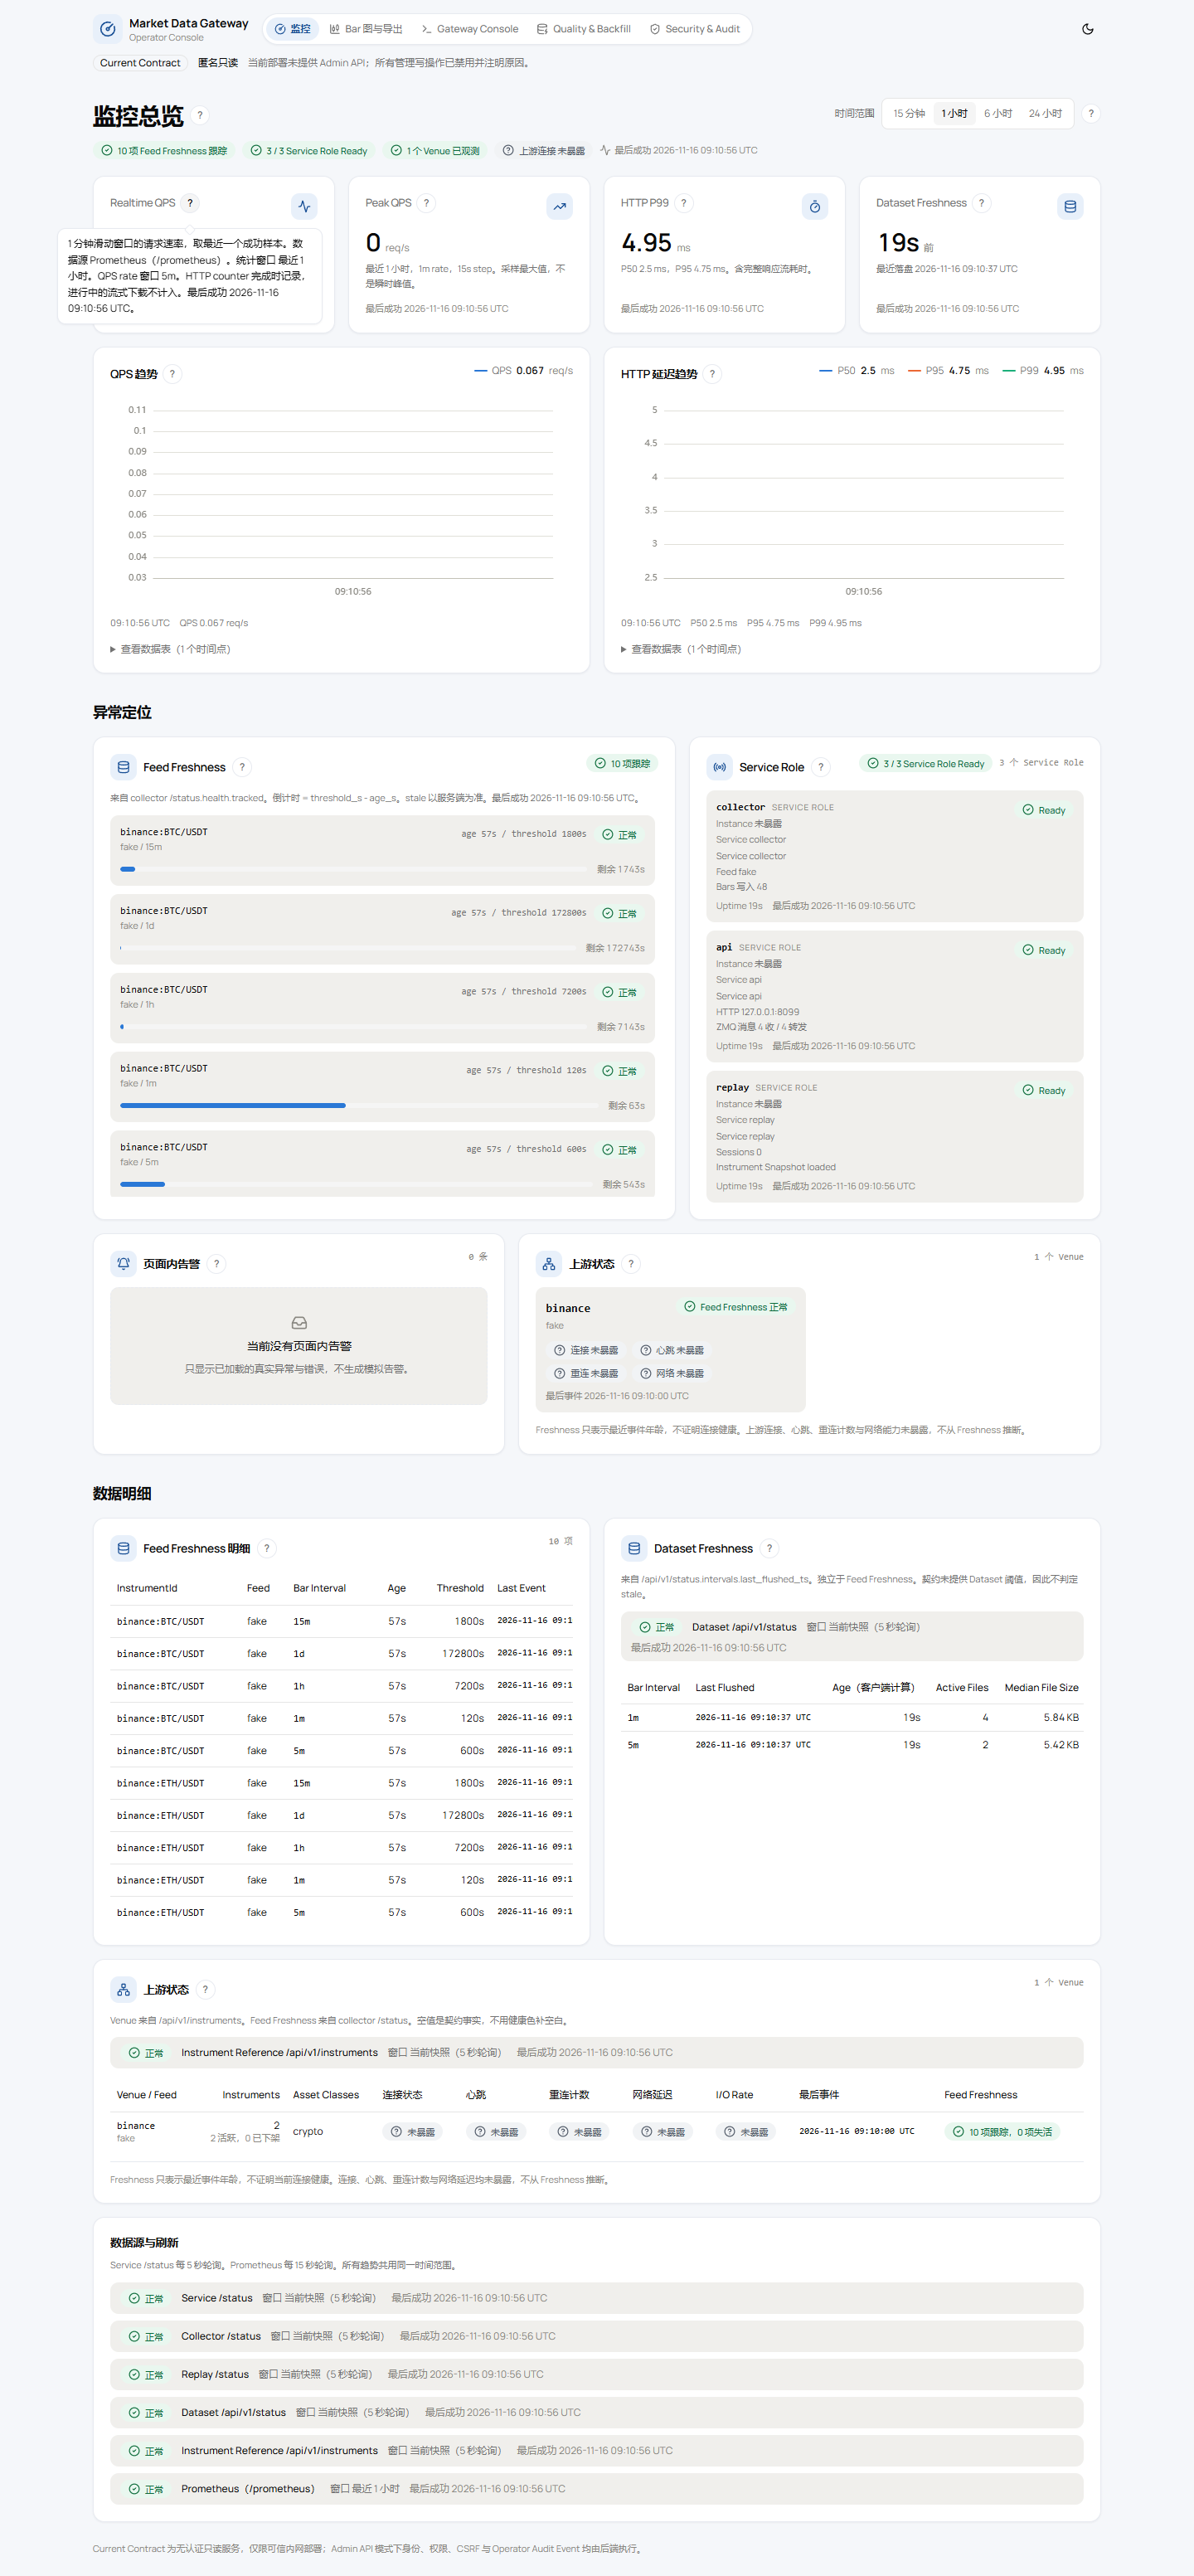 Market Data Gateway
Operator Console
监控
Bar 图与导出
Gateway Console
Quality & Backfill
Security & Audit
Current Contract
匿名只读
当前部署未提供 Admin API；所有管理写操作已禁用并注明原因。
监控总览
?
时间范围
15 分钟
1 小时
6 小时
24 小时
?
10 项 Feed Freshness 跟踪
3 / 3 Service Role Ready
1 个 Venue 已观测
上游连接 未暴露
最后成功 2026-11-16 09:10:56 UTC
Realtime QPS
?
1 分钟滑动窗口的请求速率，取最近一个成功样本。数
据源 Prometheus（/prometheus）。统计窗口 最近 1
小时。QPS rate 窗口 5m。HTTP counter 完成时记录，
进行中的流式下载不计入。最后成功 2026-11-16
09:10:56 UTC。
Peak QPS
?
0 req/s
最近 1 小时，1m rate，15s step。采样最大值，不
是瞬时峰值。
最后成功 2026-11-16 09:10:56 UTC
HTTP P99
?
4.95 ms
P50 2.5 ms，P95 4.75 ms。含完整响应流耗时。
最后成功 2026-11-16 09:10:56 UTC
Dataset Freshness
?
19s 前
最近落盘 2026-11-16 09:10:37 UTC
最后成功 2026-11-16 09:10:56 UTC
QPS 趋势
?
QPS 0.067 req/s
0.11
0.1
0.09
0.08
0.07
0.06
0.05
0.04
0.03
09:10:56
09:10:56 UTC QPS 0.067 req/s
查看数据表（1 个时间点）
HTTP 延迟趋势
?
P50 2.5 ms
P95 4.75 ms
P99 4.95 ms
5
4.5
4
3.5
3
2.5
09:10:56
09:10:56 UTC P50 2.5 ms P95 4.75 ms P99 4.95 ms
查看数据表（1 个时间点）
异常定位
Feed Freshness
?
10 项跟踪
来自 collector /status.health.tracked。倒计时 = threshold_s - age_s。stale 以服务端为准。最后成功 2026-11-16 09:10:56 UTC。
binance:BTC/USDT
age 57s / threshold 1800s
正常
fake / 15m
剩余 1743s
binance:BTC/USDT
age 57s / threshold 172800s
正常
fake / 1d
剩余 172743s
binance:BTC/USDT
age 57s / threshold 7200s
正常
fake / 1h
剩余 7143s
binance:BTC/USDT
age 57s / threshold 120s
正常
fake / 1m
剩余 63s
binance:BTC/USDT
age 57s / threshold 600s
正常
fake / 5m
剩余 543s
Service Role
?
3 / 3 Service Role Ready
3 个 Service Role
collector SERVICE ROLE
Ready
Instance 未暴露
Service collector
Service collector
Feed fake
Bars 写入 48
Uptime 19s 最后成功 2026-11-16 09:10:56 UTC
api SERVICE ROLE
Ready
Instance 未暴露
Service api
Service api
HTTP 127.0.0.1:8099
ZMQ 消息 4 收 / 4 转发
Uptime 19s 最后成功 2026-11-16 09:10:56 UTC
replay SERVICE ROLE
Ready
Instance 未暴露
Service replay
Service replay
Sessions 0
Instrument Snapshot loaded
Uptime 19s 最后成功 2026-11-16 09:10:56 UTC
页面内告警
?
0 条
当前没有页面内告警
只显示已加载的真实异常与错误，不生成模拟告警。
上游状态
?
1 个 Venue
binance
Feed Freshness 正常
fake
连接 未暴露
心跳 未暴露
重连 未暴露
网络 未暴露
最后事件 2026-11-16 09:10:00 UTC
Freshness 只表示最近事件年龄，不证明连接健康。上游连接、心跳、重连计数与网络能力未暴露，不从 Freshness 推断。
数据明细
Feed Freshness 明细
?
10 项
InstrumentId Feed Bar Interval Age Threshold Last Event
binance:BTC/USDT fake 15m 57s 1800s 2026-11-16 09:1
binance:BTC/USDT fake 1d 57s 172800s 2026-11-16 09:1
binance:BTC/USDT fake 1h 57s 7200s 2026-11-16 09:1
binance:BTC/USDT fake 1m 57s 120s 2026-11-16 09:1
binance:BTC/USDT fake 5m 57s 600s 2026-11-16 09:1
binance:ETH/USDT fake 15m 57s 1800s 2026-11-16 09:1
binance:ETH/USDT fake 1d 57s 172800s 2026-11-16 09:1
binance:ETH/USDT fake 1h 57s 7200s 2026-11-16 09:1
binance:ETH/USDT fake 1m 57s 120s 2026-11-16 09:1
binance:ETH/USDT fake 5m 57s 600s 2026-11-16 09:1
Dataset Freshness
?
来自 /api/v1/status.intervals.last_flushed_ts。独立于 Feed Freshness。契约未提供 Dataset 阈值，因此不判定
stale。
正常 Dataset /api/v1/status 窗口 当前快照（5 秒轮询）
最后成功 2026-11-16 09:10:56 UTC
Bar Interval Last Flushed Age（客户端计算） Active Files Median File Size
1m 2026-11-16 09:10:37 UTC 19s 4 5.84 KB
5m 2026-11-16 09:10:37 UTC 19s 2 5.42 KB
上游状态
?
1 个 Venue
Venue 来自 /api/v1/instruments。Feed Freshness 来自 collector /status。空值是契约事实，不用健康色补空白。
正常 Instrument Reference /api/v1/instruments 窗口 当前快照（5 秒轮询） 最后成功 2026-11-16 09:10:56 UTC
Venue / Feed Instruments Asset Classes 连接状态 心跳 重连计数 网络延迟 I/O Rate 最后事件 Feed Freshness
binance 2 crypto 未暴露 未暴露 未暴露 未暴露 未暴露 2026-11-16 09:10:00 UTC 10 项跟踪，0 项失活
fake 2 活跃，0 已下架
Freshness 只表示最近事件年龄，不证明当前连接健康。连接、心跳、重连计数与网络延迟均未暴露，不从 Freshness 推断。
数据源与刷新
Service /status 每 5 秒轮询。Prometheus 每 15 秒轮询。所有趋势共用同一时间范围。
正常 Service /status 窗口 当前快照（5 秒轮询） 最后成功 2026-11-16 09:10:56 UTC
正常 Collector /status 窗口 当前快照（5 秒轮询） 最后成功 2026-11-16 09:10:56 UTC
正常 Replay /status 窗口 当前快照（5 秒轮询） 最后成功 2026-11-16 09:10:56 UTC
正常 Dataset /api/v1/status 窗口 当前快照（5 秒轮询） 最后成功 2026-11-16 09:10:56 UTC
正常 Instrument Reference /api/v1/instruments 窗口 当前快照（5 秒轮询） 最后成功 2026-11-16 09:10:56 UTC
正常 Prometheus（/prometheus） 窗口 最近 1 小时 最后成功 2026-11-16 09:10:56 UTC
Current Contract 为无认证只读服务，仅限可信内网部署；Admin API 模式下身份、权限、CSRF 与 Operator Audit Event 均由后端执行。